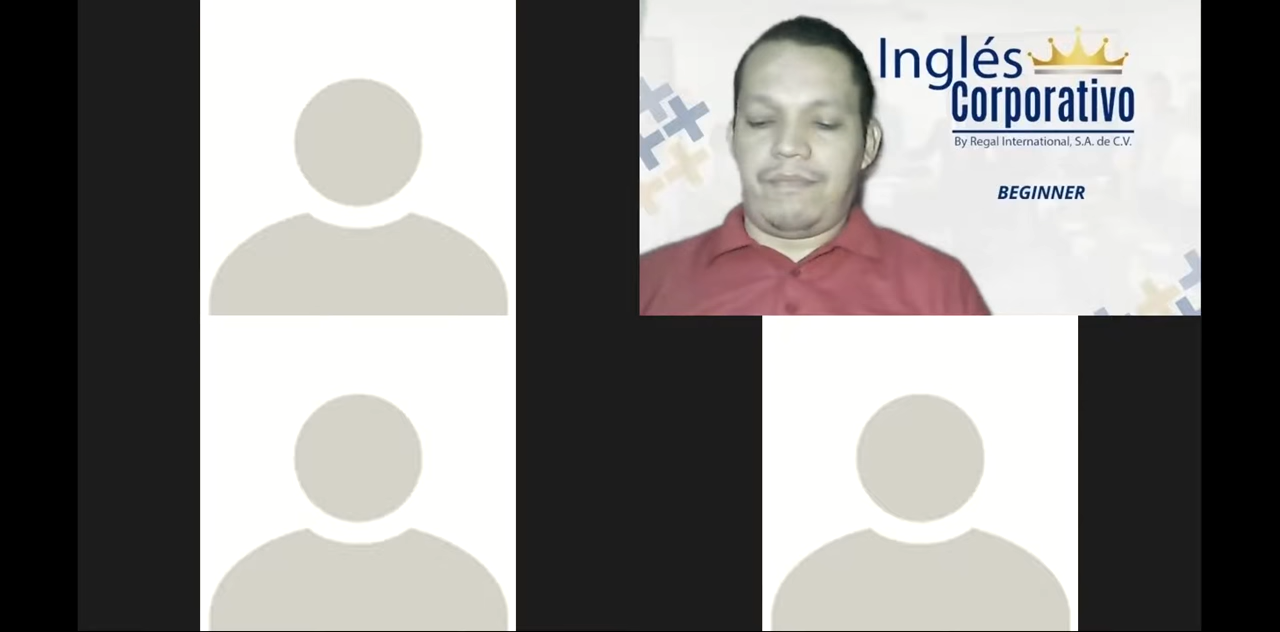 Inglés
Corporativo
By Regal International, S.A. de C.V.
BEGINNER